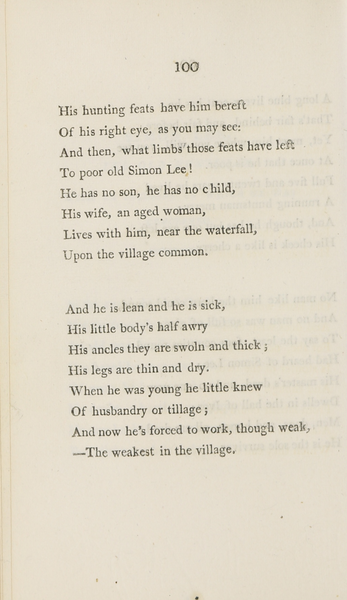 100
His hunting feats have him bereft
Of his right eye, as you may see:
And then, what limbs those feats have left
To poor old Simon Lee!
He has no son, he has no child,
His wife, an aged woman,
Lives with him, near the waterfall,
Upon the village common.
And he is lean and he is sick,
His little body's half awry
His ancles they are swoln and thick;
His legs are thin and dry.
When he was young he little knew
Of husbandry or tillage;
And now he's forced to work, though weak,
—The weakest in the village.